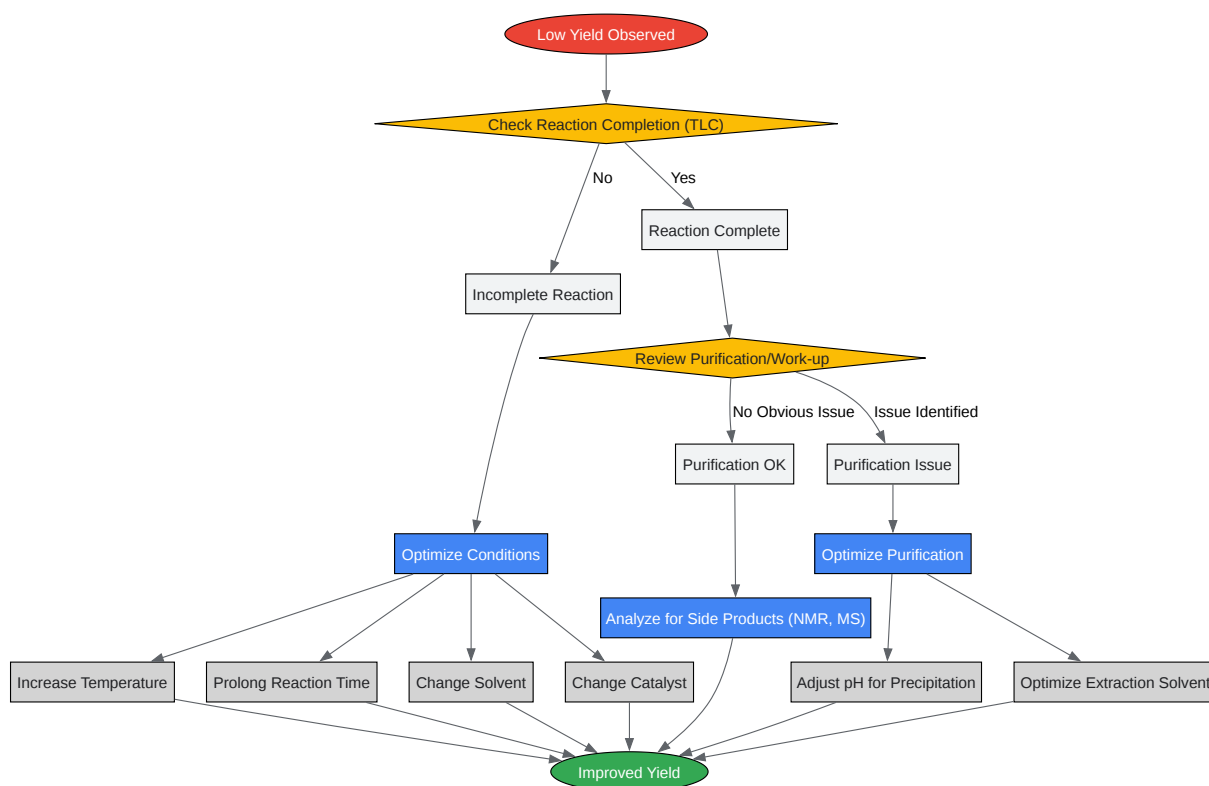 Low Yield Observed
Check Reaction Completion (TLC)
No
Yes
Reaction Complete
Incomplete Reaction
Review Purification/Work-up
No Obvious Issue
Issue Identified
Purification OK
Purification Issue
Optimize Conditions
Optimize Purification
Analyze for Side Products (NMR, MS)
Increase Temperature
Prolong Reaction Time
Change Solvent
Change Catalyst
Adjust pH for Precipitation
Optimize Extraction Solvent
Improved Yield